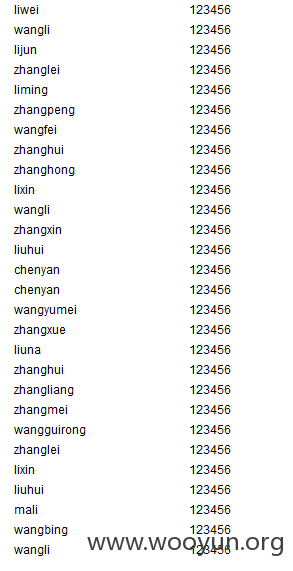 liwei 123456
wangli 123456
lijun 123456
zhanglei 123456
liming 123456
zhangpeng 123456
wangfei 123456
zhanghui 123456
zhanghong 123456
lixin 123456
wangli 123456
zhangxin 123456
liuhui 123456
chenyan 123456
chenyan 123456
wangyumei 123456
zhangxue 123456
liuna 123456
zhanghui 123456
zhangliang 123456
zhangmei 123456
wangguirong 123456
zhanglei 123456
lixin 123456
liuhui 123456
mali 123456
wangbing 123456
www.wooyun.org
wangli 123456